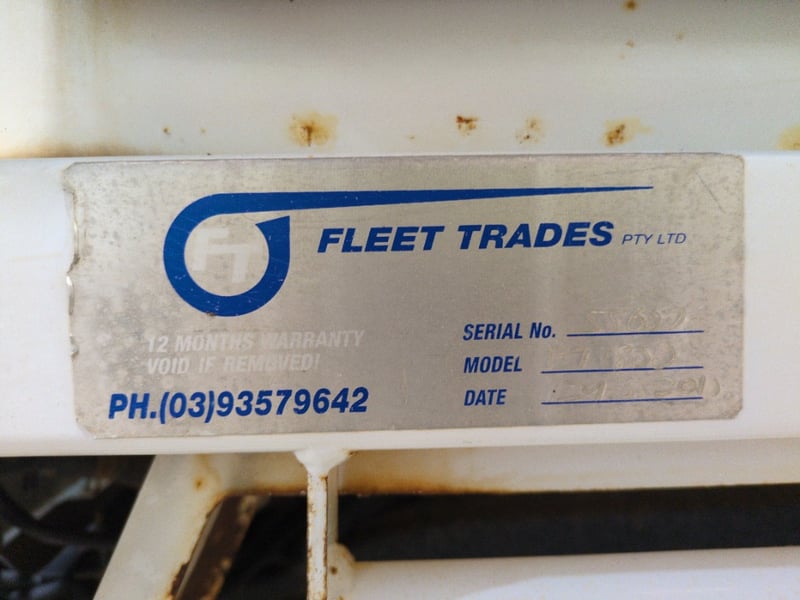 FT
FLEET TRADES PTY LTD
12 MONTHS WARRANTY
VOID IF REMOVED!
PH.(03)93579642
SERIAL No.
MODEL
DATE